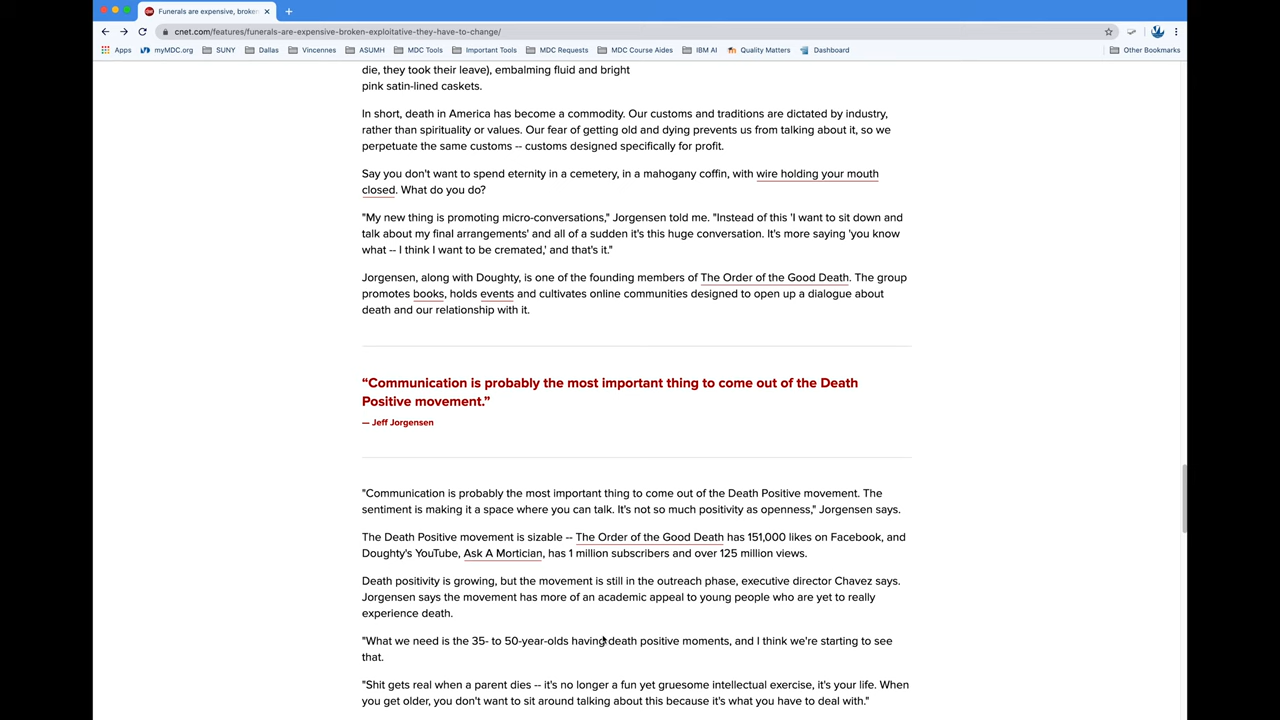 Funerals are expensive, broken
cnet.com/features/funerals-are-expensive-broken-exploitative-they-have-to-change/
Apps myMDC.org SUNY Dallas Vincennes ASUMH MDC Tools Important Tools MDC Requests MDC Course Aides IBM AI Quality Matters Dashboard Other Bookmarks
die, they took their leave), embalming fluid and bright
pink satin-lined caskets.
In short, death in America has become a commodity. Our customs and traditions are dictated by industry,
rather than spirituality or values. Our fear of getting old and dying prevents us from talking about it, so we
perpetuate the same customs -- customs designed specifically for profit.
Say you don't want to spend eternity in a cemetery, in a mahogany coffin, with wire holding your mouth
closed. What do you do?
"My new thing is promoting micro-conversations," Jorgensen told me. "Instead of this 'I want to sit down and
talk about my final arrangements' and all of a sudden it's this huge conversation. It's more saying 'you know
what -- I think I want to be cremated,' and that's it."
Jorgensen, along with Doughty, is one of the founding members of The Order of the Good Death. The group
promotes books, holds events and cultivates online communities designed to open up a dialogue about
death and our relationship with it.
“Communication is probably the most important thing to come out of the Death
Positive movement.”
— Jeff Jorgensen
"Communication is probably the most important thing to come out of the Death Positive movement. The
sentiment is making it a space where you can talk. It's not so much positivity as openness," Jorgensen says.
The Death Positive movement is sizable -- The Order of the Good Death has 151,000 likes on Facebook, and
Doughty's YouTube, Ask A Mortician, has 1 million subscribers and over 125 million views.
Death positivity is growing, but the movement is still in the outreach phase, executive director Chavez says.
Jorgensen says the movement has more of an academic appeal to young people who are yet to really
experience death.
"What we need is the 35- to 50-year-olds having death positive moments, and I think we're starting to see
that.
"Shit gets real when a parent dies -- it's no longer a fun yet gruesome intellectual exercise, it's your life. When
you get older, you don't want to sit around talking about this because it's what you have to deal with."